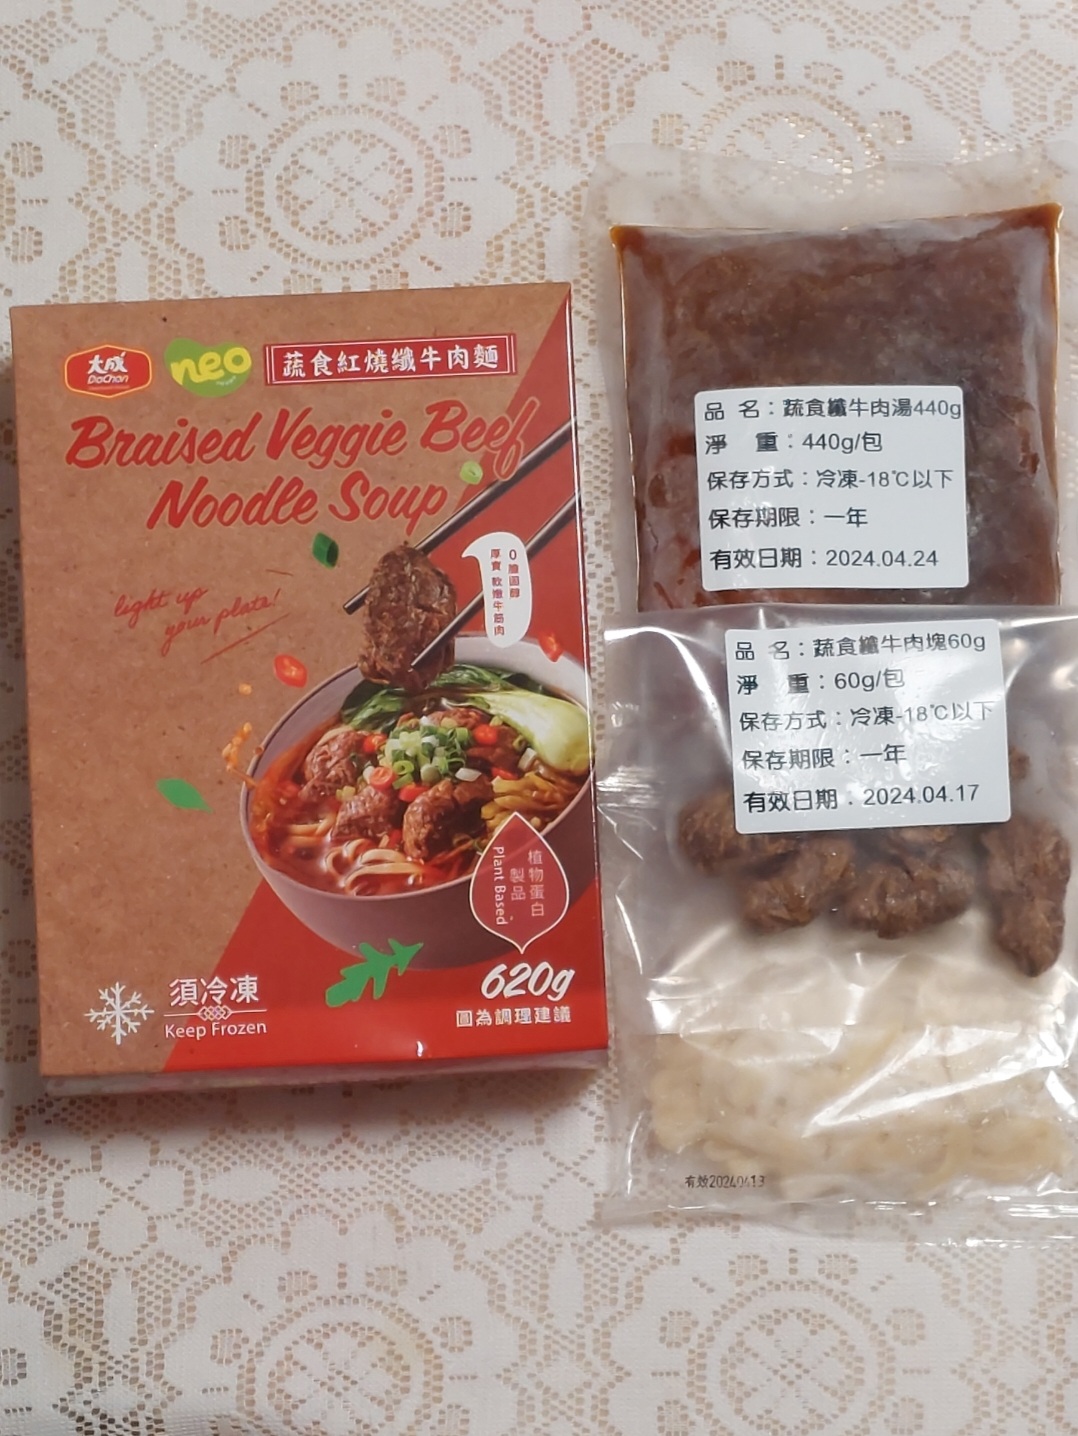 大成
DaChan
neo
蔬食紅燒纖牛肉麵
Braised Veggie Beef
Noodle Soup
light up
your plate!
0膽固醇
厚實軟嫩牛筋肉
植物蛋白
製品
Plant Based
620g
圖為調理建議
須冷凍
Keep Frozen
品 名：蔬食纖牛肉湯440g
淨 重：440g/包
保存方式：冷凍-18℃以下
保存期限：一年
有效日期：2024.04.24
品 名：蔬食纖牛肉塊60g
淨 重：60g/包
保存方式：冷凍-18℃以下
保存期限：一年
有效日期：2024.04.17
有效20240413